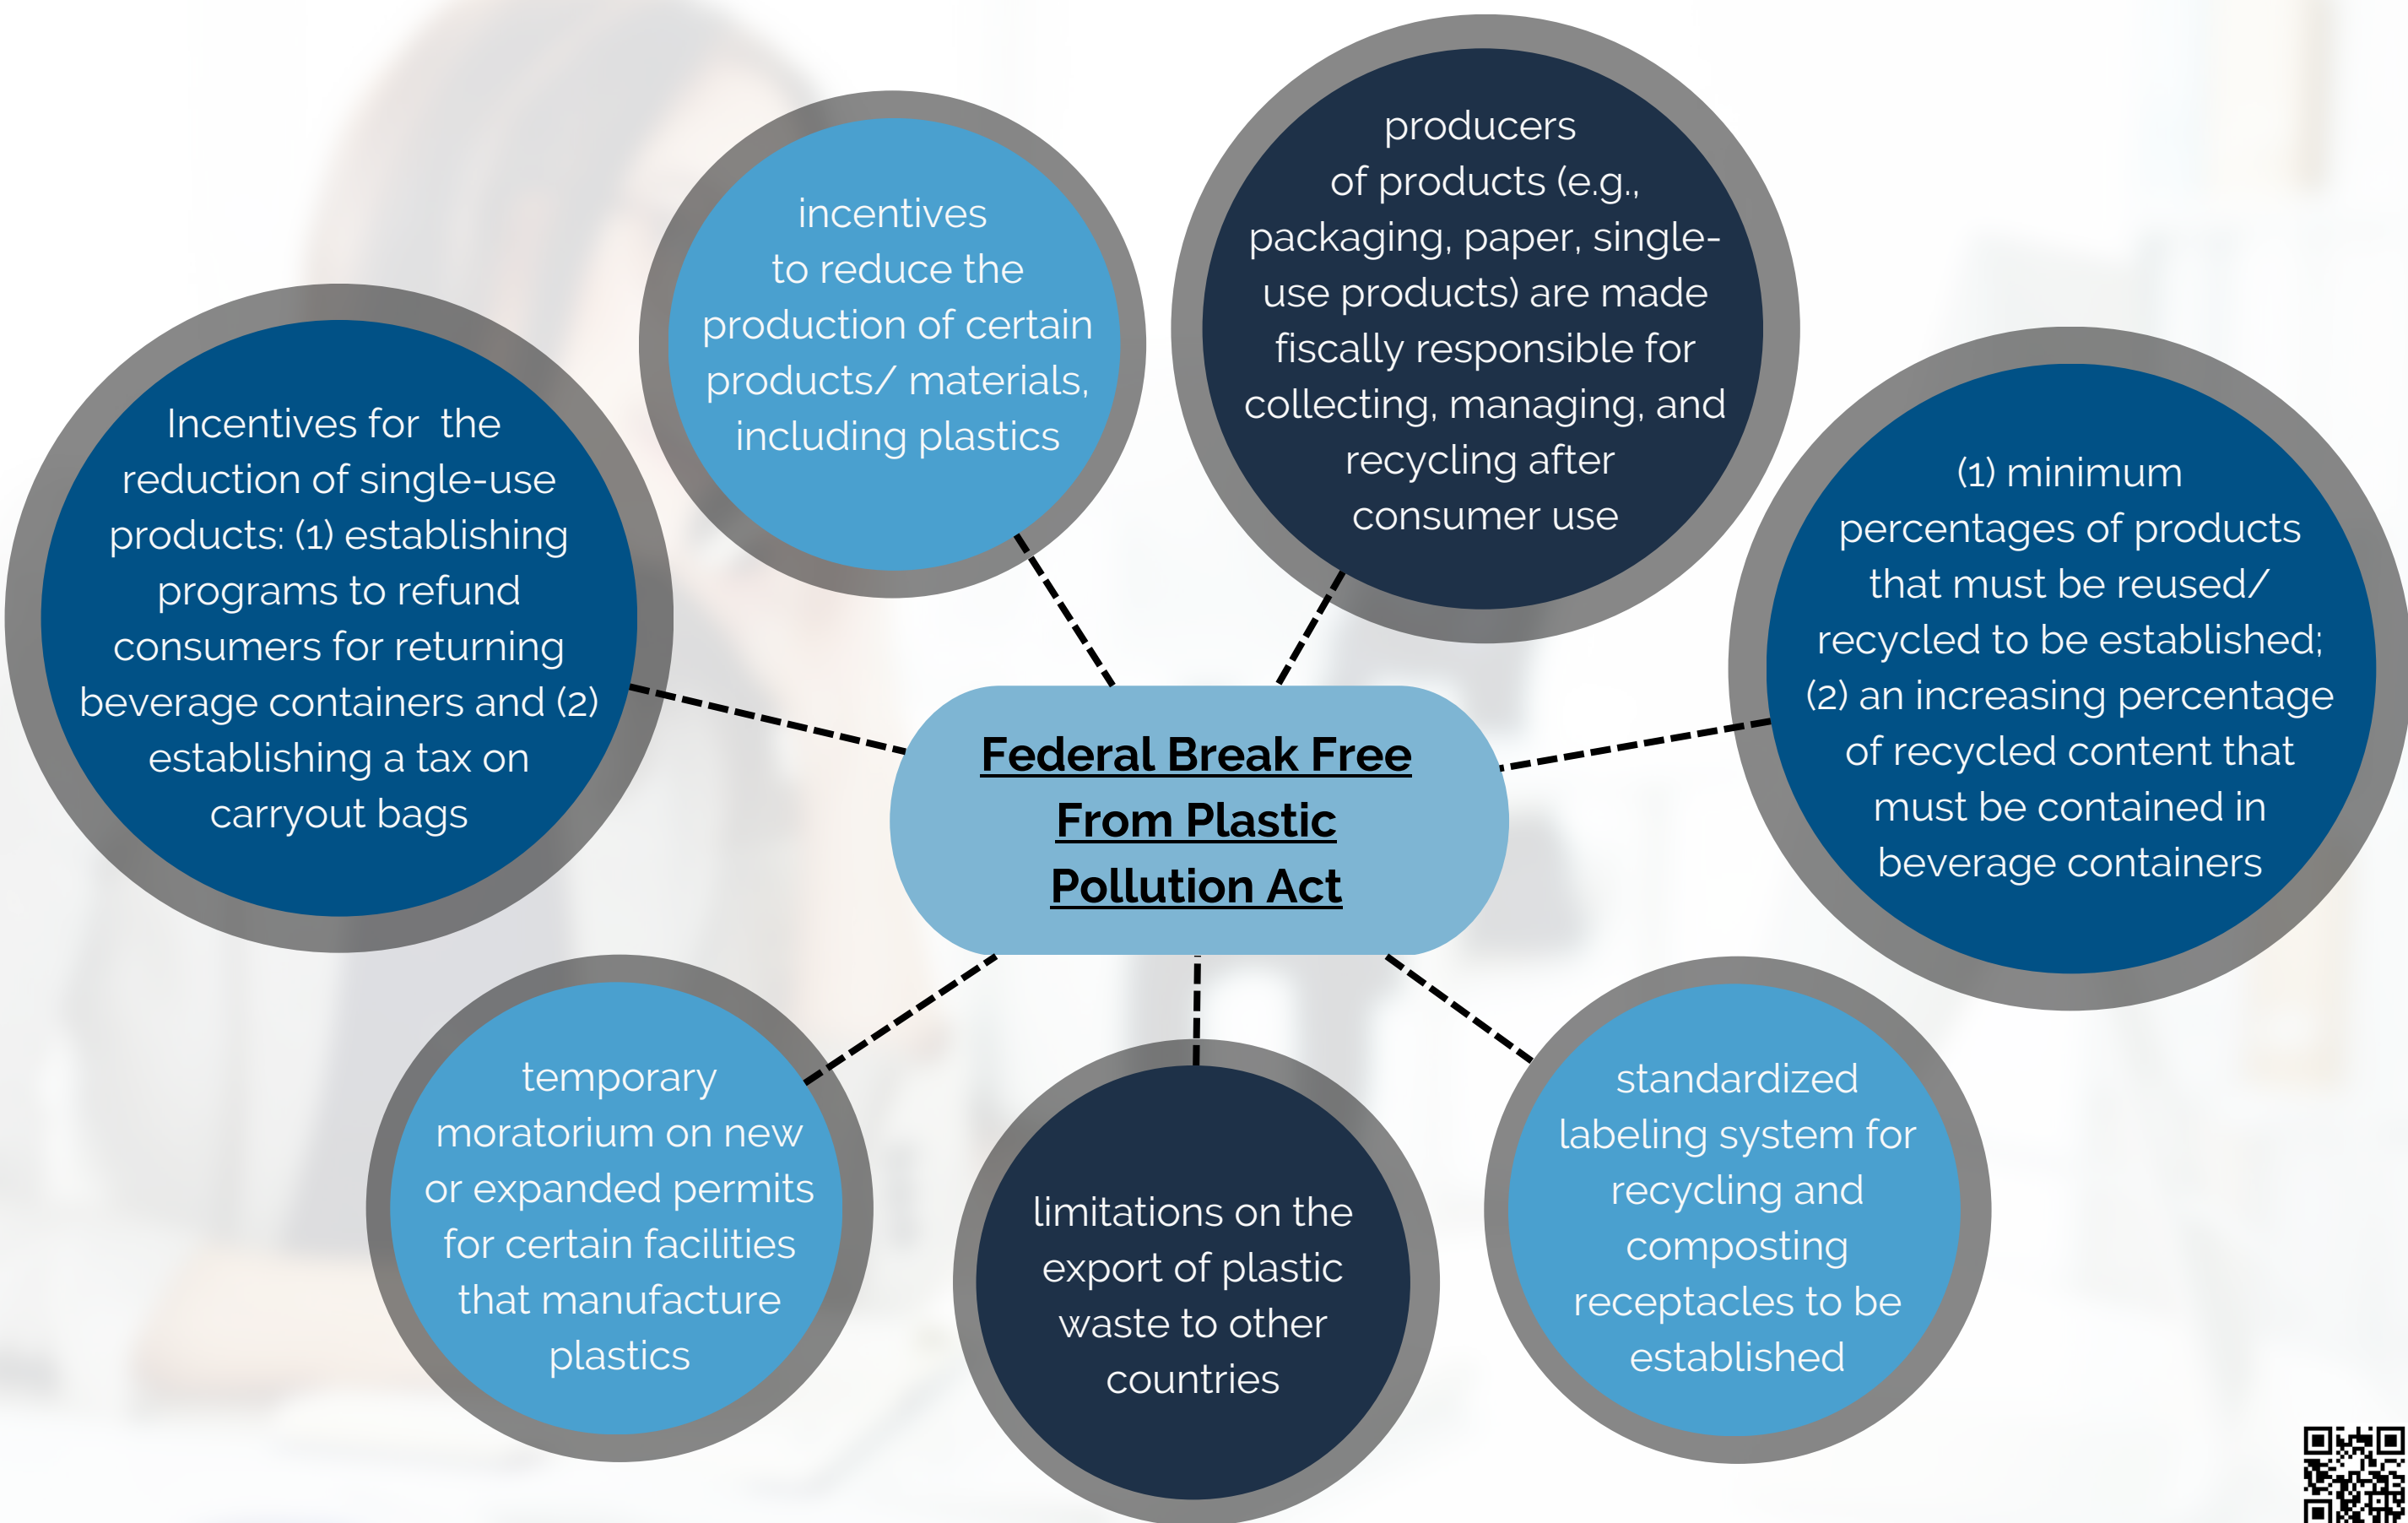 Incentives for  the
reduction of single-use
products: (1) establishing
programs to refund
consumers for returning
beverage containers and (2)
establishing a tax on
carryout bags
incentives
to reduce the
production of certain
products/ materials,
including plastics
producers
of products (e.g.,
packaging, paper, single-
use products) are made
fiscally responsible for
collecting, managing, and
recycling after
consumer use
(1) minimum
percentages of products
that must be reused/
recycled to be established;
(2) an increasing percentage
of recycled content that
must be contained in
beverage containers
Federal Break Free
From Plastic
Pollution Act
temporary
moratorium on new
or expanded permits
for certain facilities
that manufacture
plastics
limitations on the
export of plastic
waste to other
countries
standardized
labeling system for
recycling and
composting
receptacles to be
established